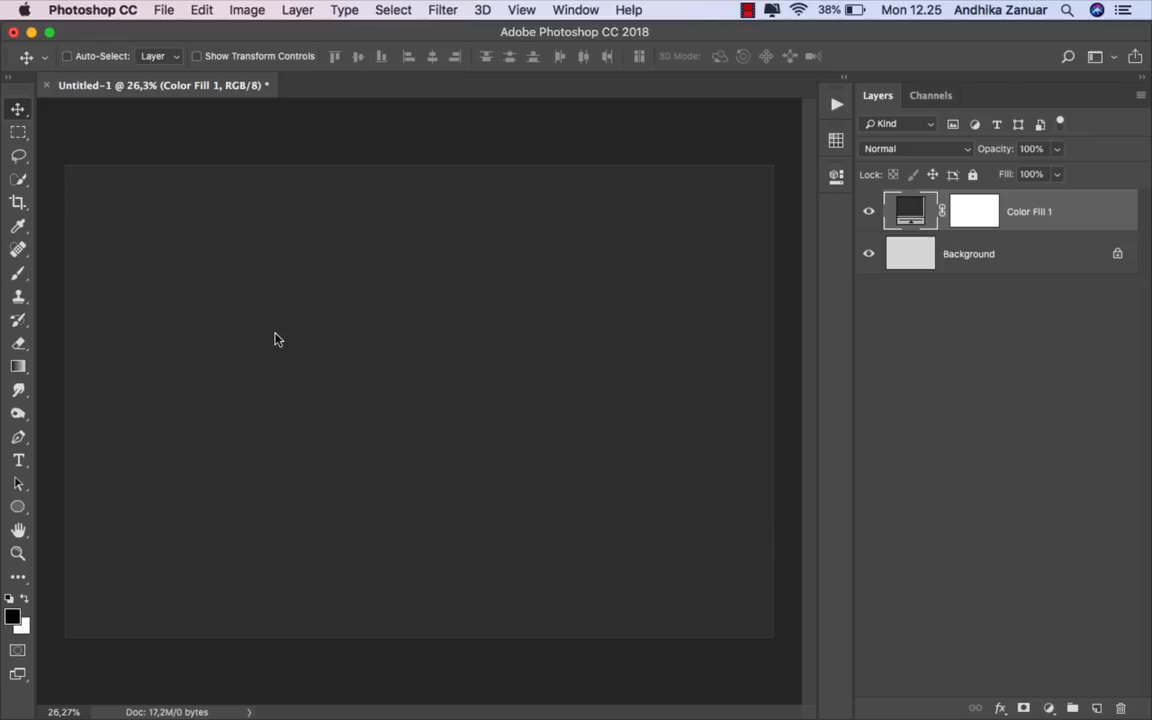 Photoshop CC File Edit Image Layer Type Select Filter 3D View Window Help 38% Mon 12.25 Andhika Zanuar
Adobe Photoshop CC 2018
Auto-Select: Layer Show Transform Controls 3D Mode:
× Untitled-1 @ 26,3% (Color Fill 1, RGB/8) *
Layers Channels
Kind
Normal Opacity: 100%
Lock: Fill: 100%
Color Fill 1
Background
T
fx
26,27% Doc: 17,2M/0 bytes